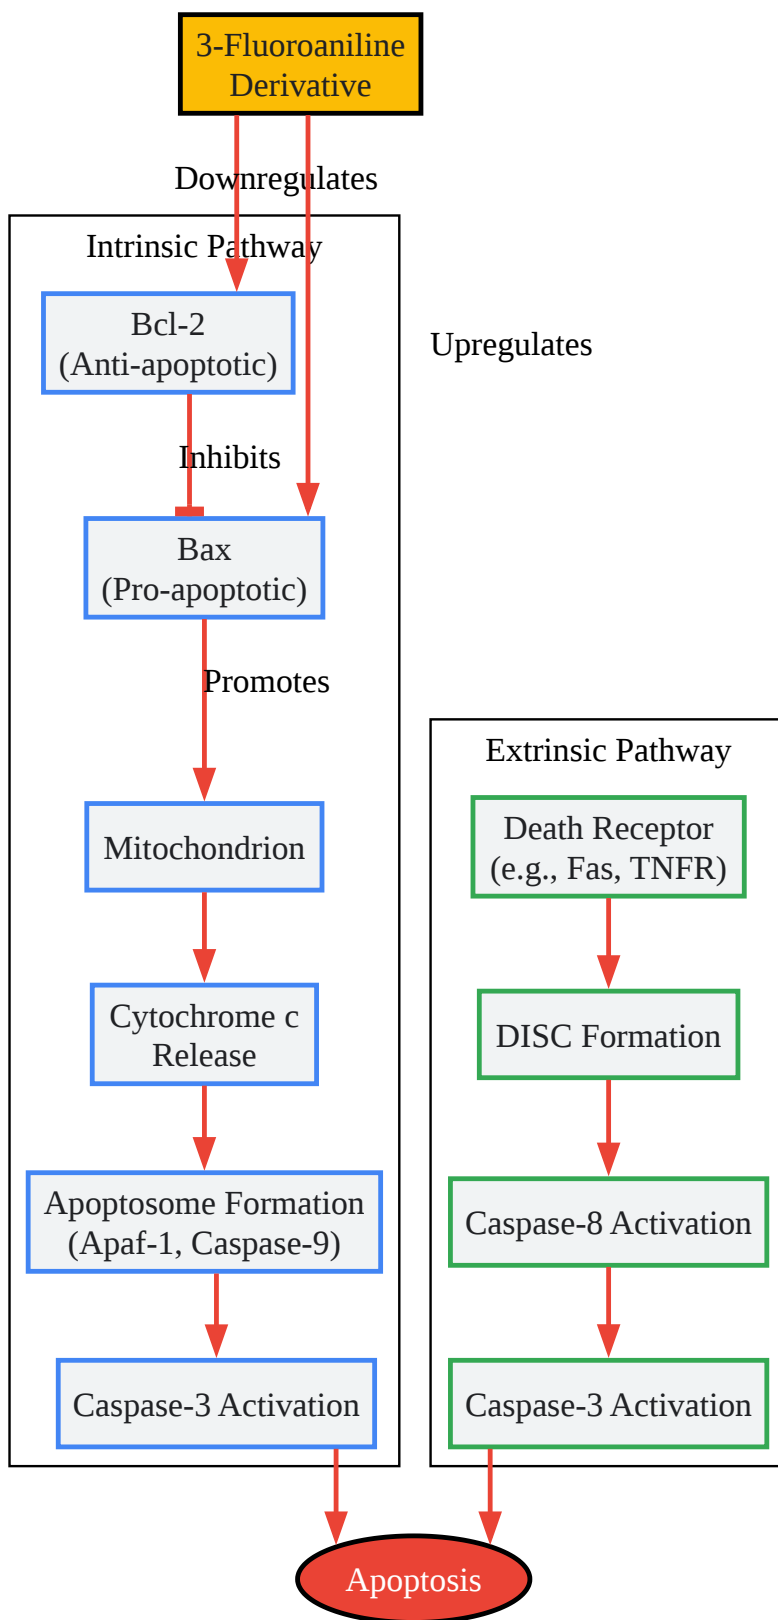 3-Fluoroaniline
Derivative
Downregulates
Intrinsic Pathway
Bcl-2
(Anti-apoptotic)
Upregulates
Inhibits
Bax
(Pro-apoptotic)
Promotes
Mitochondrion
Cytochrome c
Release
Apoptosome Formation
(Apaf-1, Caspase-9)
Caspase-3 Activation
Extrinsic Pathway
Death Receptor
(e.g., Fas, TNFR)
DISC Formation
Caspase-8 Activation
Caspase-3 Activation
Apoptosis